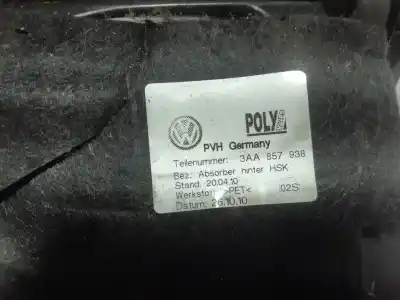 POLY
PVH Germany
Teilenummer: 3AA 857 938
Bez.: Absorber hinter HSK
Stand: 20.04.10
Werkstoff: >PET< 02S
Datum: 26.10.10